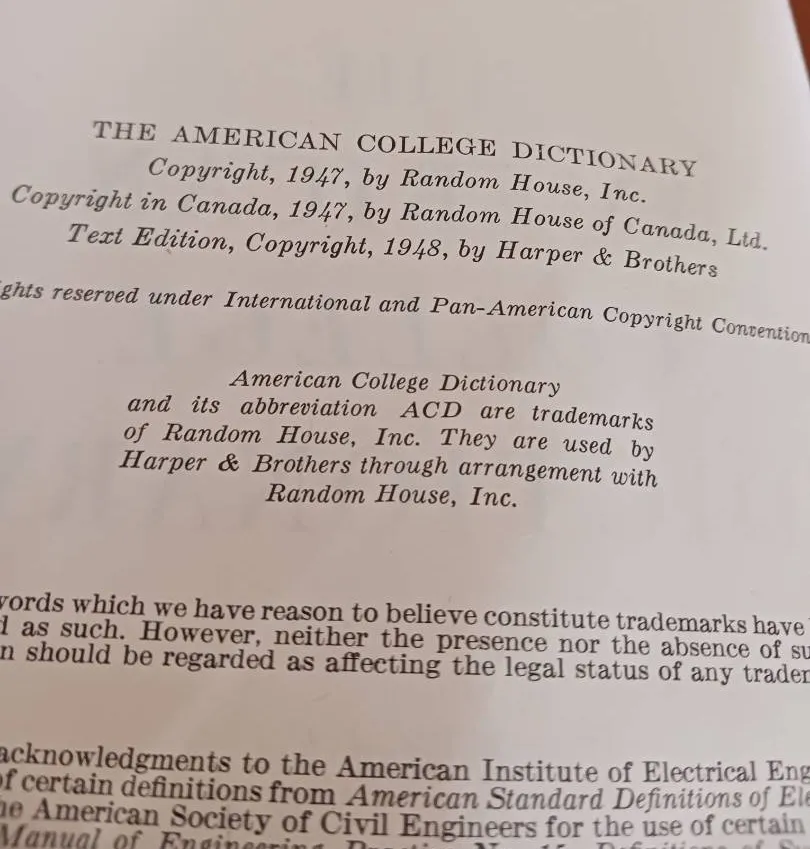 THE AMERICAN COLLEGE DICTIONARY
Copyright, 1947, by Random House, Inc.
Copyright in Canada, 1947, by Random House of Canada, Ltd.
Text Edition, Copyright, 1948, by Harper & Brothers
ghts reserved under International and Pan-American Copyright Convention
American College Dictionary
and its abbreviation ACD are trademarks
of Random House, Inc. They are used by
Harper & Brothers through arrangement with
Random House, Inc.
vords which we have reason to believe constitute trademarks have
d as such. However, neither the presence nor the absence of su
n should be regarded as affecting the legal status of any trader
acknowledgments to the American Institute of Electrical Eng
of certain definitions from American Standard Definitions of Ele
he American Society of Civil Engineers for the use of certain
Manual of Engineering